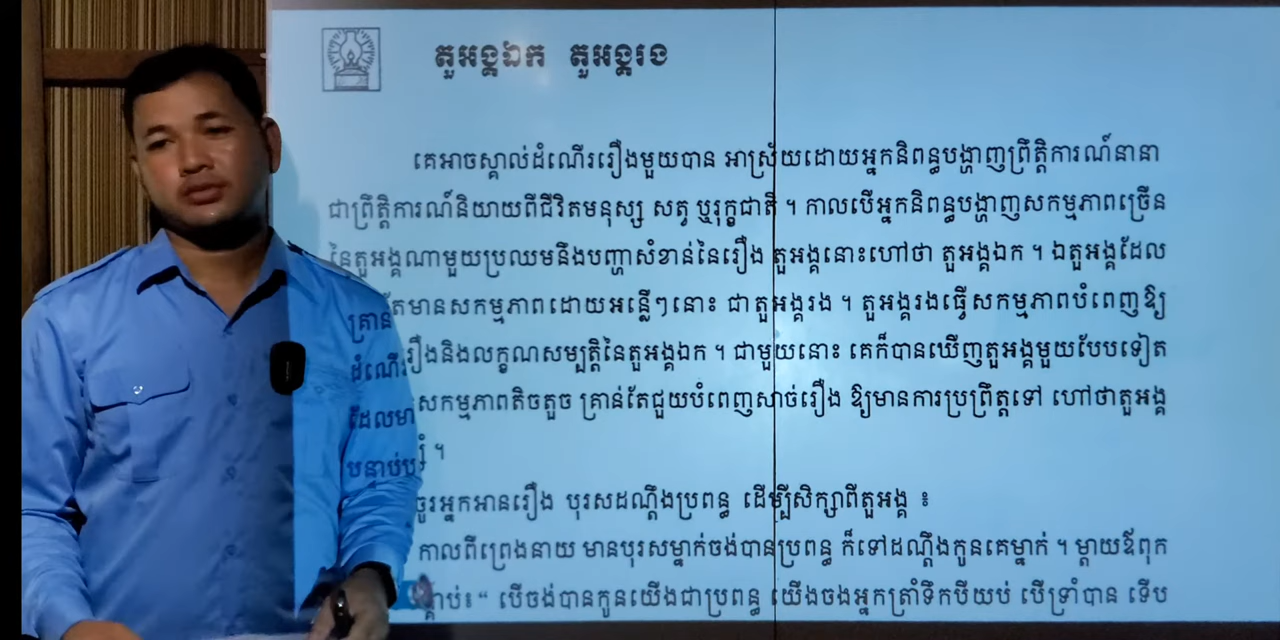 តួអង្គឯក តួអង្គរង
គេអាចស្គាល់ដំណើររឿងមួយបាន អាស្រ័យដោយអ្នកនិពន្ធបង្ហាញព្រឹត្តិការណ៍នានា
ជាព្រឹត្តិការណ៍និយាយពីជីវិតមនុស្ស សត្វ ឬរុក្ខជាតិ ។ កាលបើអ្នកនិពន្ធបង្ហាញសកម្មភាពច្រើន
នៃតួអង្គណាមួយប្រឈមនឹងបញ្ហាសំខាន់នៃរឿង តួអង្គនោះហៅថា តួអង្គឯក ។ ឯតួអង្គដែល
គ្រាន់តែមានសកម្មភាពដោយអន្លើៗនោះ ជាតួអង្គរង ។ តួអង្គរងធ្វើសកម្មភាពបំពេញឱ្យ
ដំណើររឿងនិងលក្ខណសម្បត្តិនៃតួអង្គឯក ។ ជាមួយនោះ គេក៏បានឃើញតួអង្គមួយបែបទៀត
ដែលមានសកម្មភាពតិចតួច គ្រាន់តែជួយបំពេញសាច់រឿង ឱ្យមានការប្រព្រឹត្តទៅ ហៅថាតួអង្គ
បន្ទាប់បន្សំ ។
ចូរអ្នកអានរឿង បុរសដណ្ដឹងប្រពន្ធ ដើម្បីសិក្សាពីតួអង្គ ៖
កាលពីព្រេងនាយ មានបុរសម្នាក់ចង់បានប្រពន្ធ ក៏ទៅដណ្ដឹងកូនគេម្នាក់ ។ ម្ដាយឪពុក
បើចង់បានកូនយើងជាប្រពន្ធ យើងចងអ្នកត្រាំទឹកបីយប់ បើទ្រាំបាន ទើប